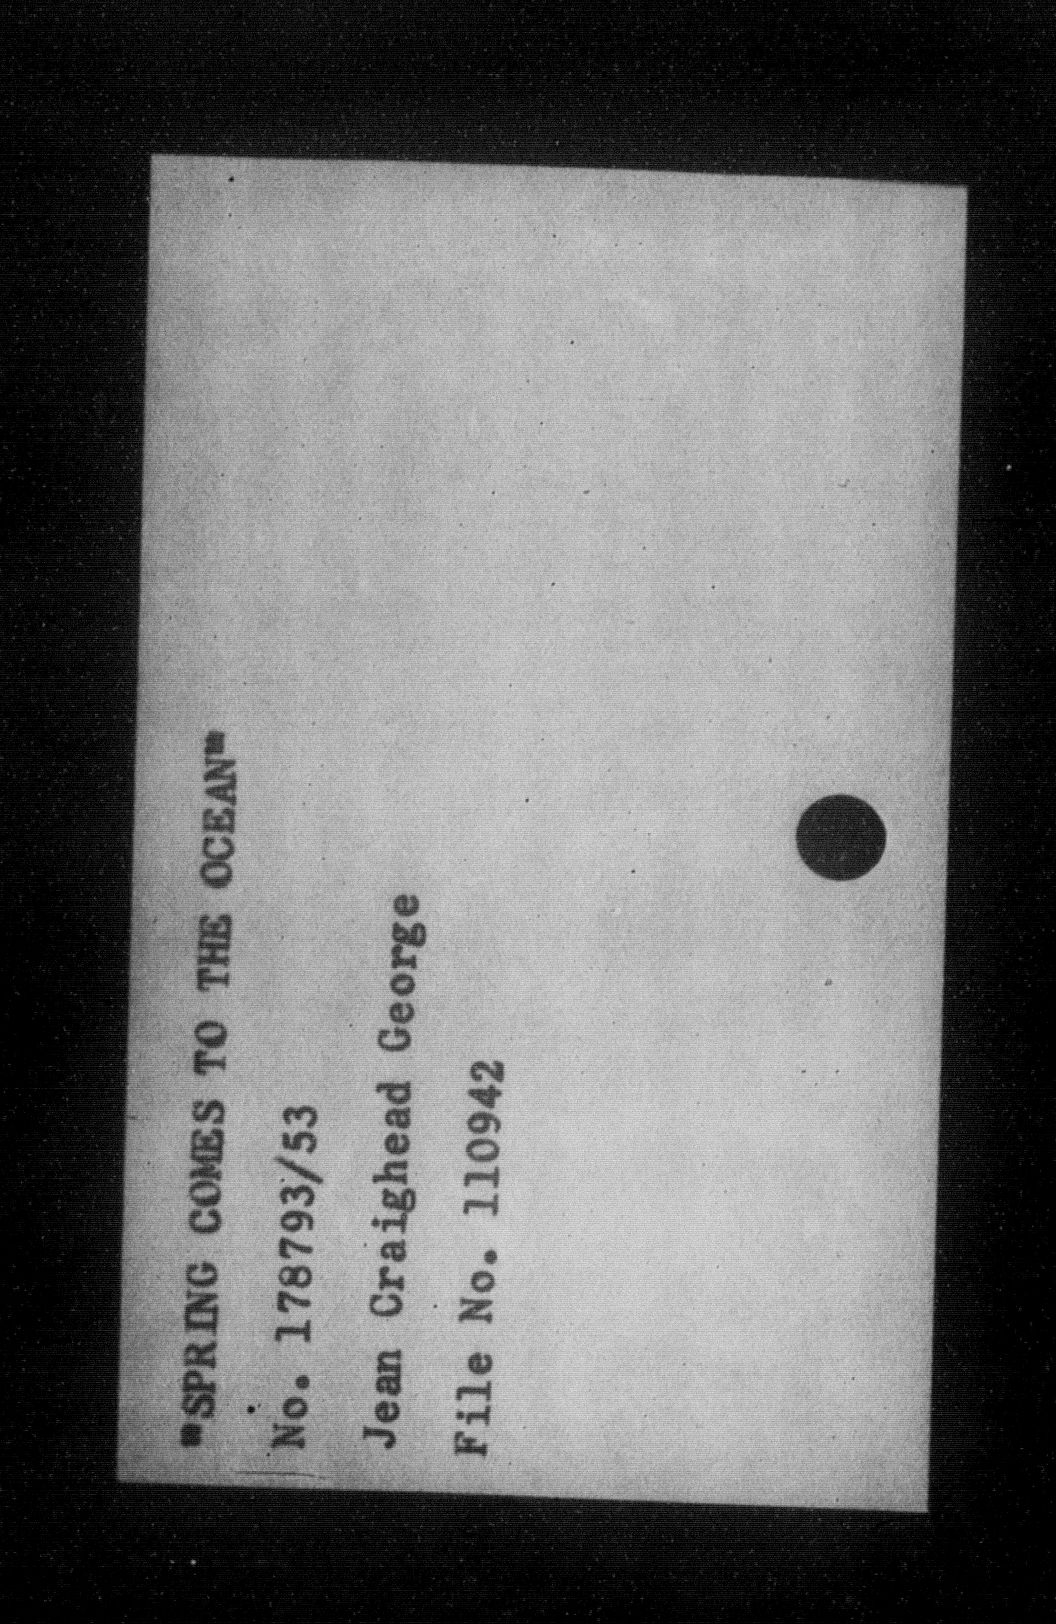 "SPRING COMES TO THE OCEAN"
No. 178793/53
Jean Craighead George
File No. 110942